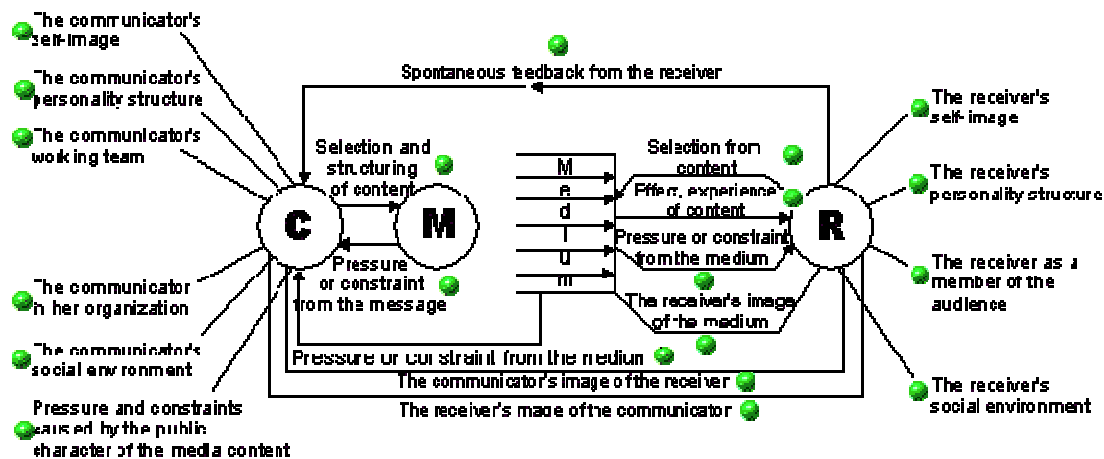 The communicator's
self-image
The communicator's
personality structure
The communicator's
working team
The communicator
in her organization
The communicator's
social environment
Pressure and constraints
caused by the public
character of the media content
Spontaneous feedback from the receiver
Selection and
structuring
of content
C
M
Pressure
or constraint
from the message
M
e
d
i
u
m
Selection from
content
Effect, experience
of content
Pressure or constraint
from the medium
The receiver's image
of the medium
R
Pressure or constraint from the medium
The communicator's image of the receiver
The receiver's image of the communicator
The receiver's
self-image
The receiver's
personality structure
The receiver as a
member of the
audience
The receiver's
social environment